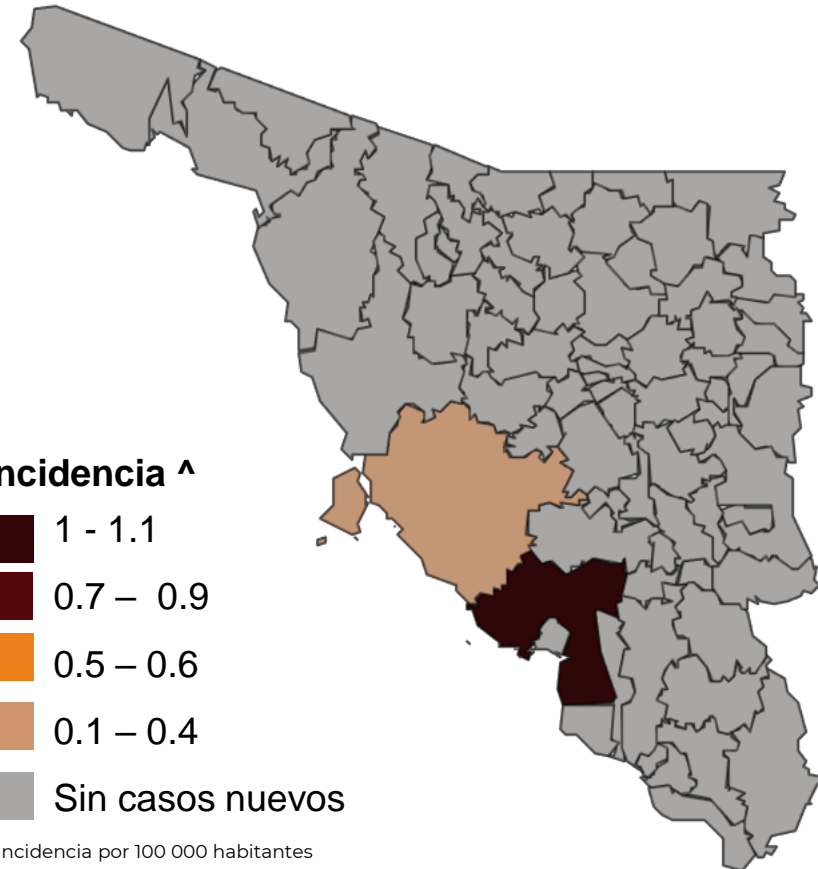 ncidencia ^
1 - 1.1
0.7 – 0.9
0.5 – 0.6
0.1 – 0.4
Sin casos nuevos
ncidencia por 100 000 habitantes